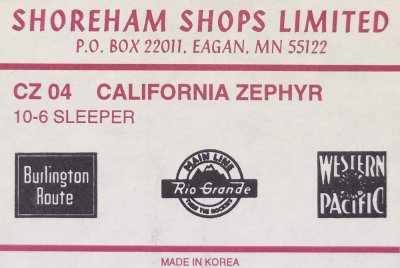 SHOREHAM SHOPS LIMITED
P.O. BOX 22011, EAGAN, MN 55122
CZ 04 CALIFORNIA ZEPHYR
10-6 SLEEPER
Burlington
Route
MAIN LINE
Rio Grande
THRU THE ROCKIES
WESTERN
PACIFIC
MADE IN KOREA